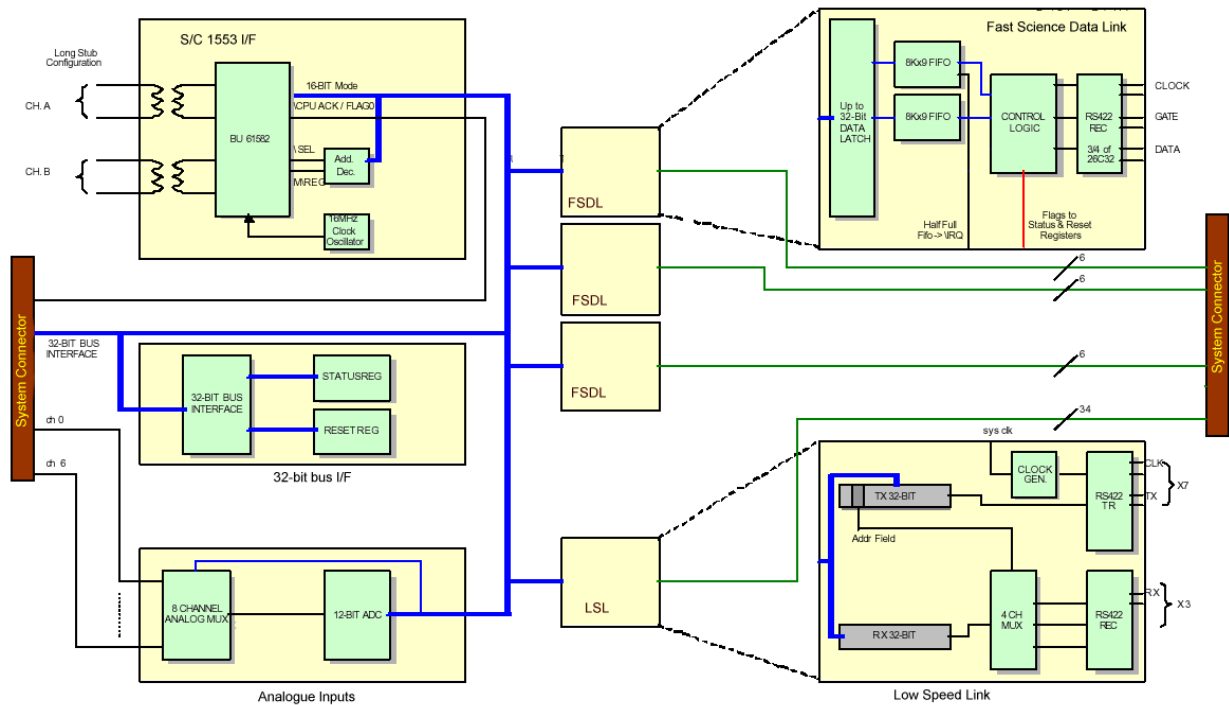 S/C 1553 I/F
Long Stub
Configuration
CH. A
CH. B
16-BIT Mode
\CPU ACK / FLAG0
BU 61582
\SEL
M\REG
Add.
Dec.
16MHz
Clock
Oscillator
System Connector
32-BIT BUS
INTERFACE
32-BIT BUS
INTERFACE
STATUSREG
RESET REG
32-bit bus I/F
ch 0
ch 6
8 CHANNEL
ANALOG MUX
12-BIT ADC
Analogue Inputs
FSDL
FSDL
FSDL
LSL
Fast Science Data Link
Up to
32-Bit
DATA
LATCH
8Kx9 FIFO
8Kx9 FIFO
CONTROL
LOGIC
RS422
REC
3/4 of
26C32
CLOCK
GATE
DATA
Half Full
Fifo -> \IRQ
Flags to
Status & Reset
Registers
6
6
6
34
System Connector
sys clk
CLOCK
GEN.
TX 32-BIT
Addr Field
RS422
TR
CLK
TX
X7
RX 32-BIT
4 CH
MUX
RS422
REC
RX
X3
Low Speed Link